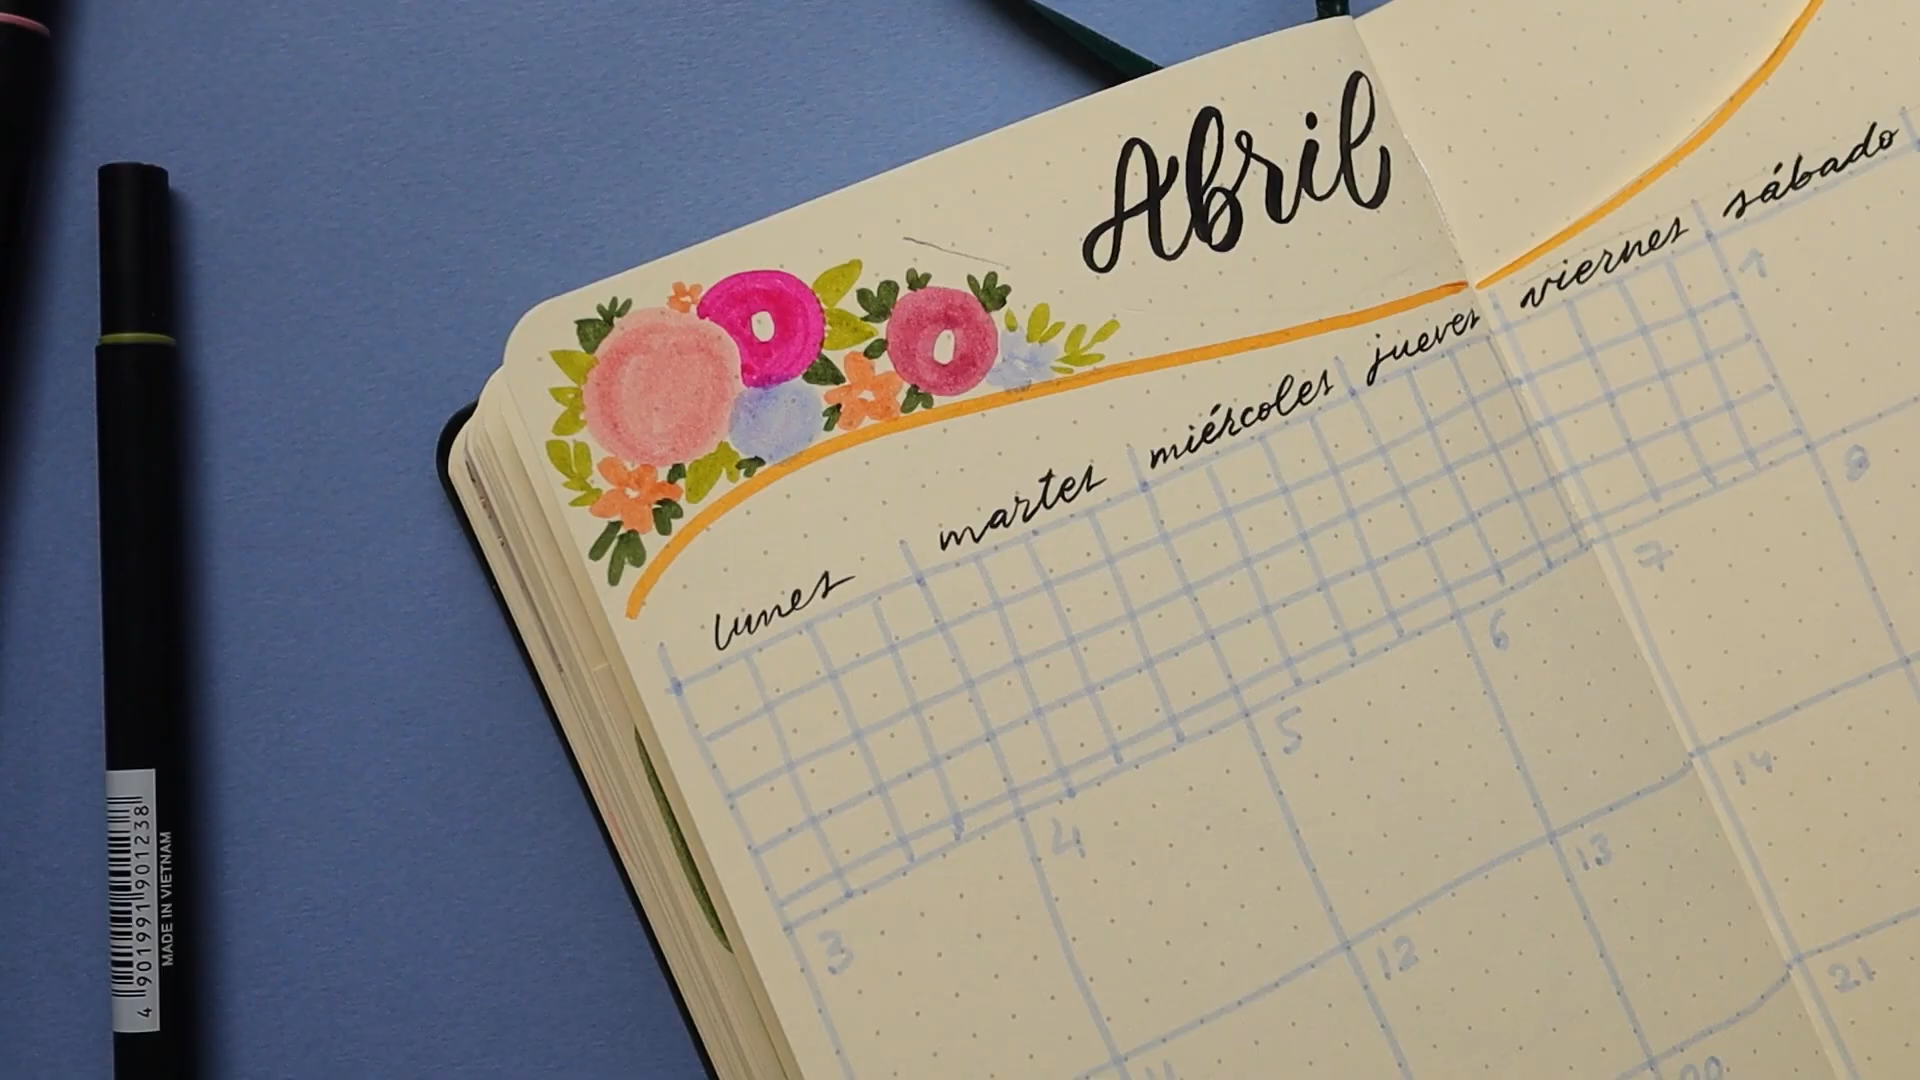 Abril
lunes martes miércoles jueves viernes sábado
1
3 4 5 6 7 8
12 13 14
21
4 901991 901238
MADE IN VIETNAM